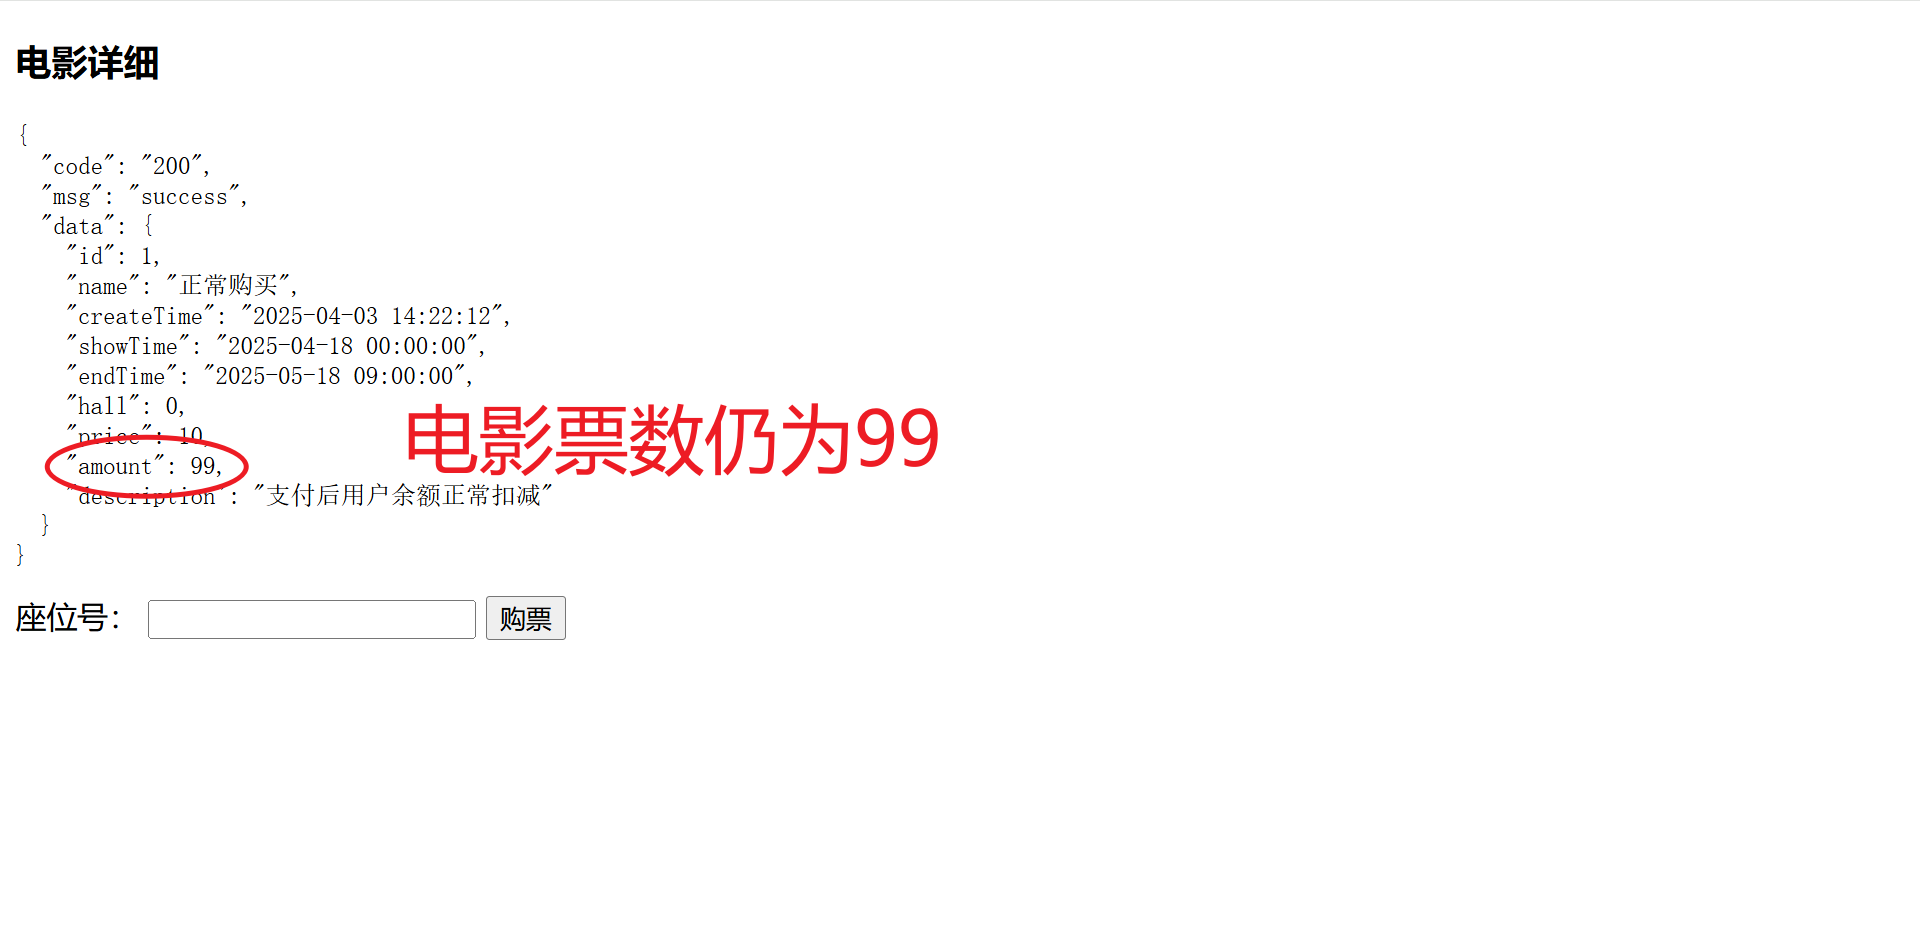 电影详细
{
"code": "200",
"msg": "success",
"data": {
"id": 1,
"name": "正常购买",
"createTime": "2025-04-03 14:22:12",
"showTime": "2025-04-18 00:00:00",
"endTime": "2025-05-18 09:00:00",
"hall": 0,
"price": 10,
电影票数仍为99
"amount": 99,
"description": "支付后用户余额正常扣减"
}
}
座位号：
购票